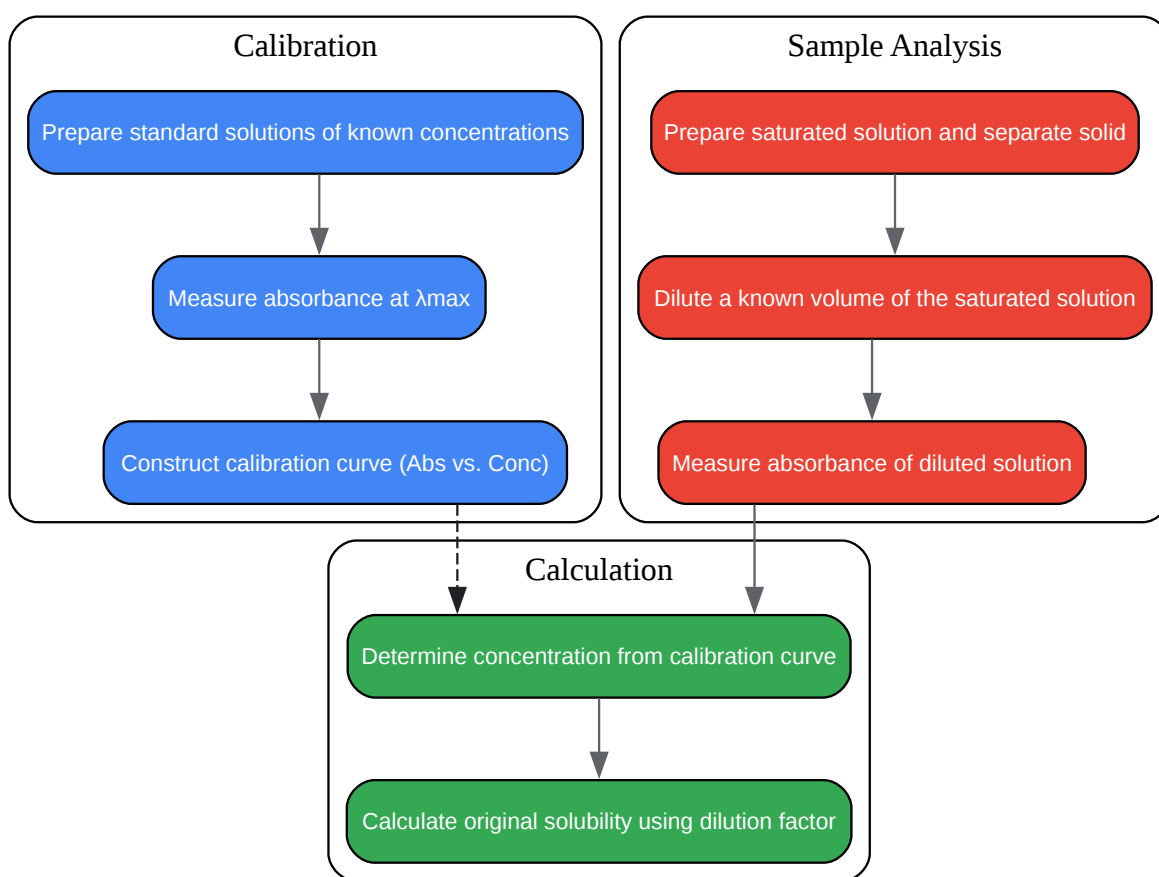 Calibration
Prepare standard solutions of known concentrations
Measure absorbance at λmax
Construct calibration curve (Abs vs. Conc)
Sample Analysis
Prepare saturated solution and separate solid
Dilute a known volume of the saturated solution
Measure absorbance of diluted solution
Calculation
Determine concentration from calibration curve
Calculate original solubility using dilution factor